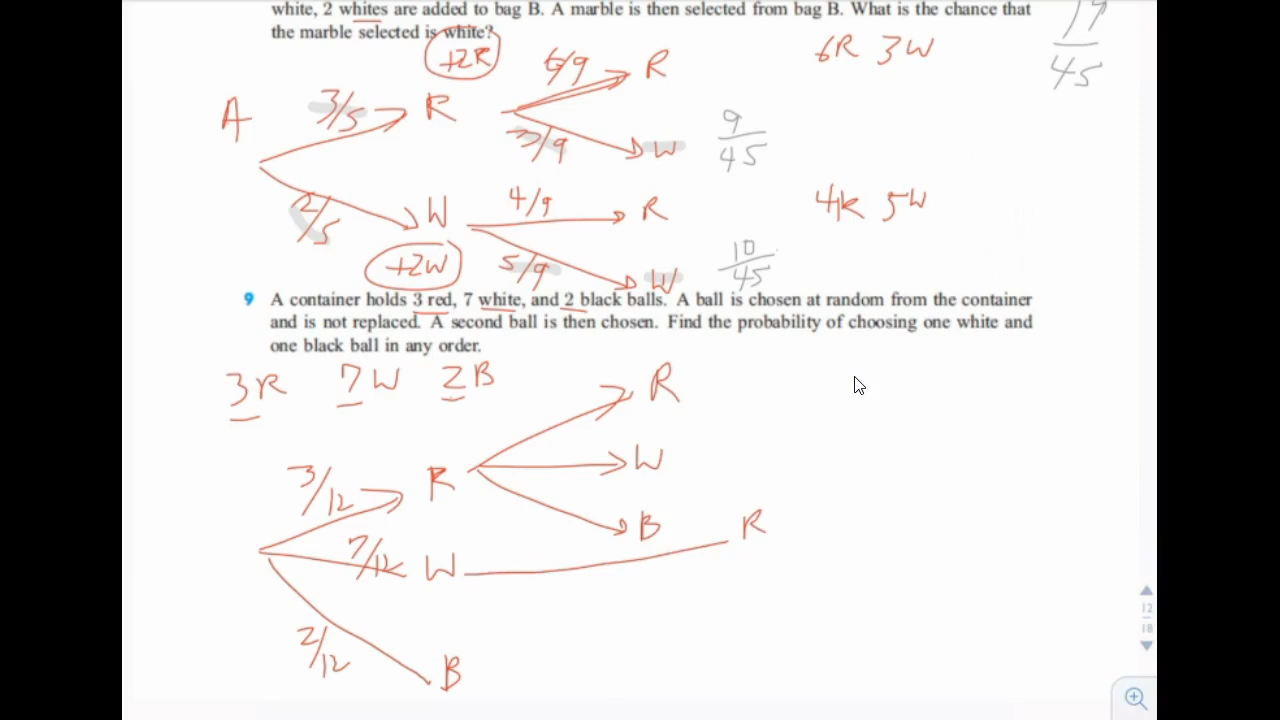 white, 2 whites are added to bag B. A marble is then selected from bag B. What is the chance that
the marble selected is white?
19/45
+2R
6/9 R
6R 3W
A
3/5 R
3/9 W
9/45
2/5 W
4/9 R
4R 5W
+2W
5/9 W
10/45
9 A container holds 3 red, 7 white, and 2 black balls. A ball is chosen at random from the container
and is not replaced. A second ball is then chosen. Find the probability of choosing one white and
one black ball in any order.
3R 7W 2B
R
W
3/12 R
B
R
7/12 W
2/12 B
12
18